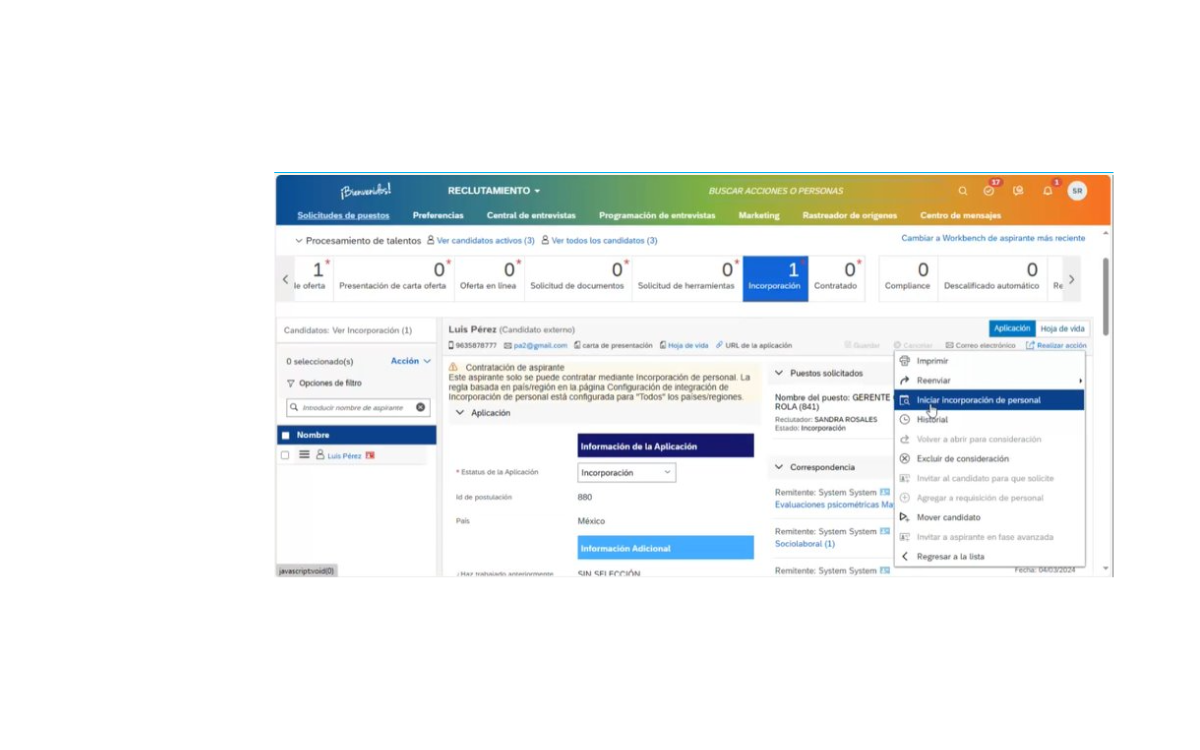 ¡Bienvenidos!
RECLUTAMIENTO
BUSCAR ACCIONES O PERSONAS
17
1
SR
Solicitudes de puestos
Preferencias
Central de entrevistas
Programación de entrevistas
Marketing
Rastreador de orígenes
Centro de mensajes
Procesamiento de talentos
Ver candidatos activos (3)
Ver todos los candidatos (3)
Cambiar a Workbench de aspirante más reciente
1*
le oferta
0*
Presentación de carta oferta
0*
Oferta en línea
0*
Solicitud de documentos
0*
Solicitud de herramientas
1*
Incorporación
0*
Contratado
0
Compliance
0
Descalificado automático
Re
Candidatos: Ver Incorporación (1)
0 seleccionado(s)
Acción
Opciones de filtro
Introducir nombre de aspirante
Nombre
Luis Pérez
javascript:void(0)
Luis Pérez (Candidato externo)
Aplicación
Hoja de vida
9635878777
pa2@gmail.com
carta de presentación
Hoja de vida
URL de la aplicación
Guardar
Cancelar
Correo electrónico
Realizar acción
Contratación de aspirante
Este aspirante solo se puede contratar mediante Incorporación de personal. La
regla basada en país/región en la página Configuración de integración de
Incorporación de personal está configurada para "Todos" los países/regiones.
Aplicación
Información de la Aplicación
* Estatus de la Aplicación
Incorporación
Id de postulación
880
País
México
Información Adicional
¿Haz trabajado anteriormente
SIN SELECCIÓN
Puestos solicitados
Nombre del puesto: GERENTE
ROLA (841)
Reclutador: SANDRA ROSALES
Estado: Incorporación
Correspondencia
Remitente: System System
Evaluaciones psicométricas Ma
Remitente: System System
Sociolaboral (1)
Remitente: System System
Fecha: 04/03/2024
Imprimir
Reenviar
Iniciar Incorporación de personal
Historial
Volver a abrir para consideración
Excluir de consideración
Invitar al candidato para que solicite
Agregar a requisición de personal
Mover candidato
Invitar a aspirante en fase avanzada
Regresar a la lista